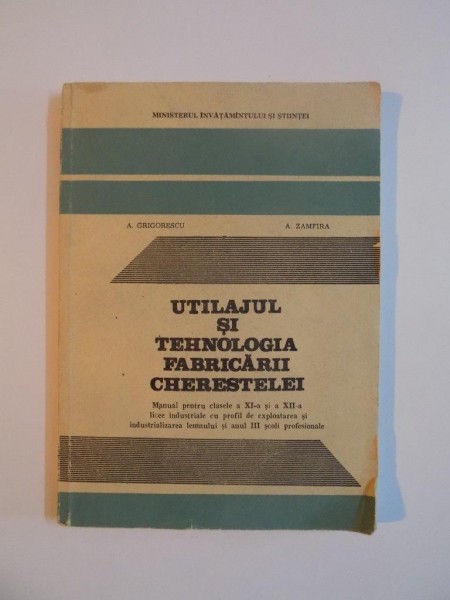 MINISTERUL ÎNVĂȚĂMÎNTULUI ȘI ȘTIINȚEI
A. GRIGORESCU A. ZAMFIRA
UTILAJUL
ȘI
TEHNOLOGIA
FABRICĂRII
CHERESTELEI
Manual pentru clasele a XI-a și a XII-a
licee industriale cu profil de exploatarea și
industrializarea lemnului și anul III școli profesionale